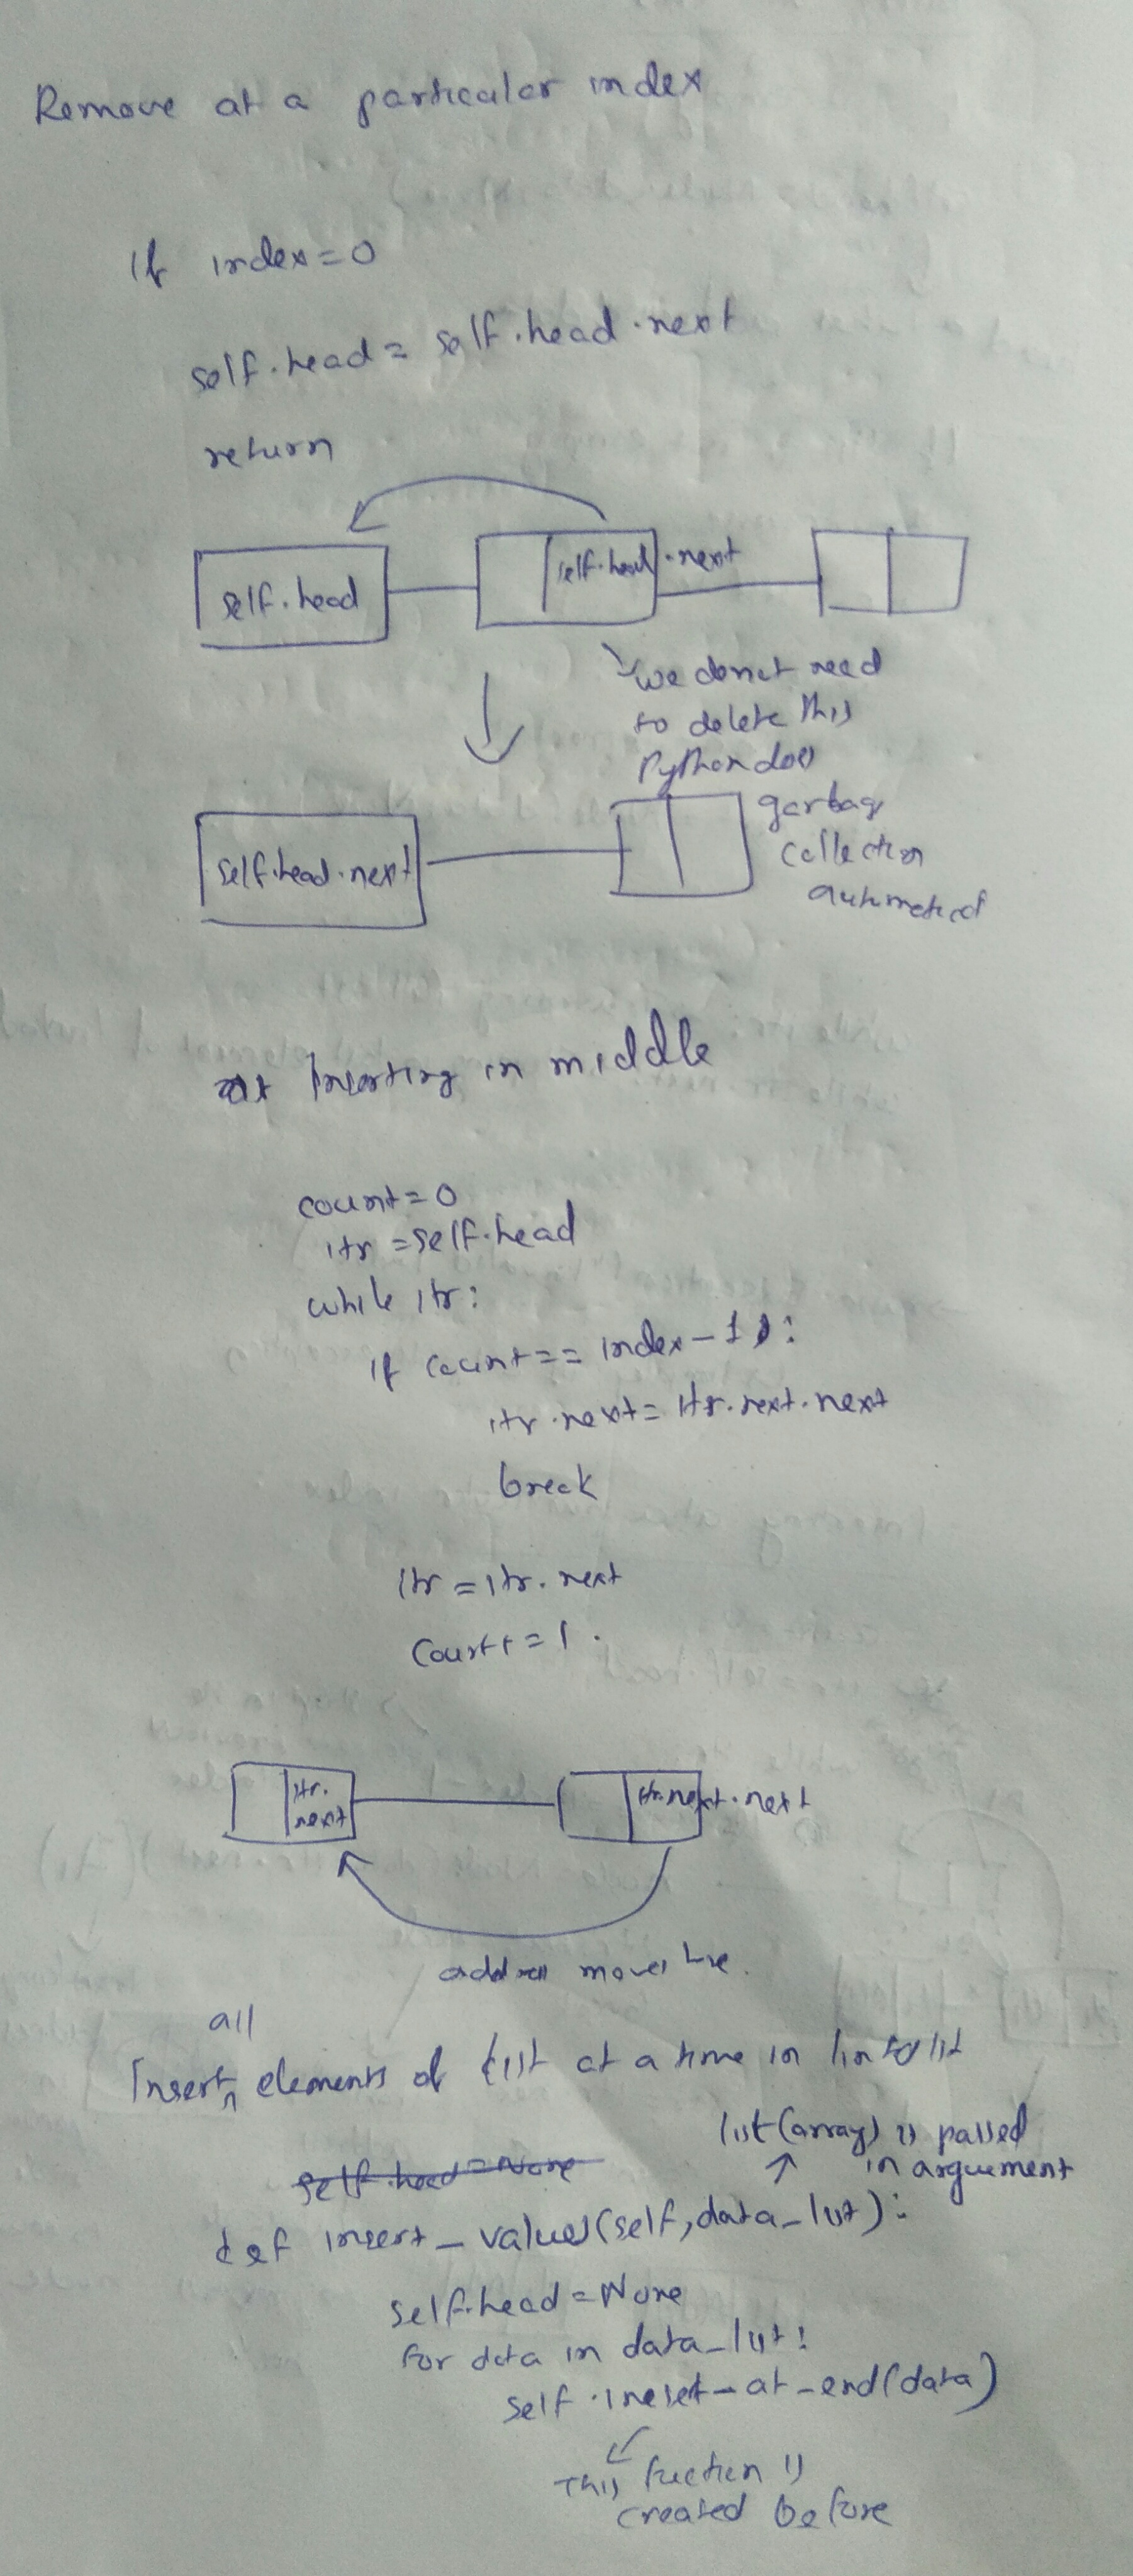 Remove at a particular index
if index=0
self.head = self.head.next
return
self.head
self.head.next
we donot need
to delete this
Python does
garbag
collection
self.head.next
Inserting in middle
count=0
itr =self.head
while itr:
if count== index-1:
itr.next= itr.next.next
break
itr =itr.next
count+=1.
itr.
next
itr.next.next
address moves here.
all
Insert elements of list at a time in
list(array) is passed
in arguement
self.head=None
def insert_values(self,data_list):
self.head=None
for data in data_list:
self.insert_at_end(data)
This function is
created before